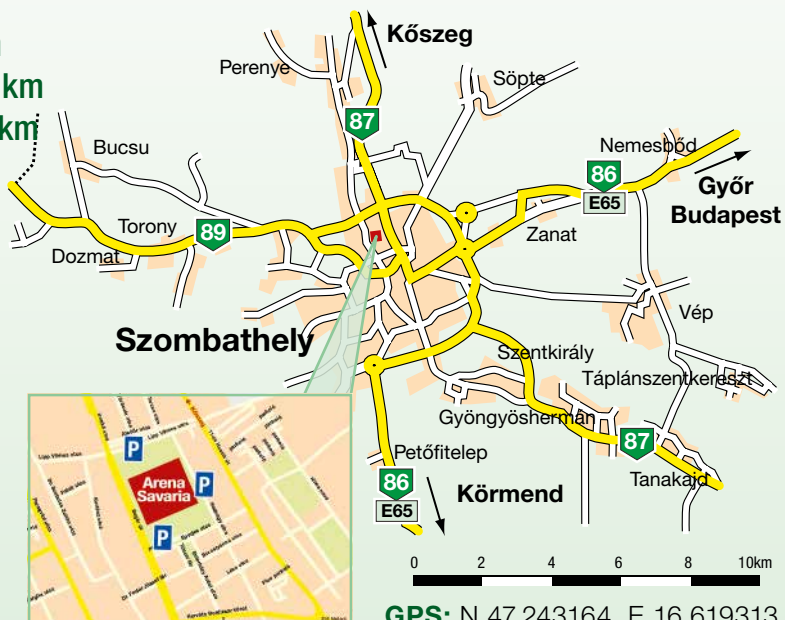 Kőszeg
Perenye
km
Söpte
km
87
Bucsu
Nemesbőd
86
E65
Győr
Budapest
Torony
89
Zanat
Dozmat
Vép
Szombathely
Szentkirály
Táplánszentkereszt
Gyöngyöshermán
P
Arena
Savaria
P
P
Petőfitelep
87
86
E65
Körmend
Tanakajd
0 2 4 6 8 10km
GPS: N 47.243164, E 16.619313